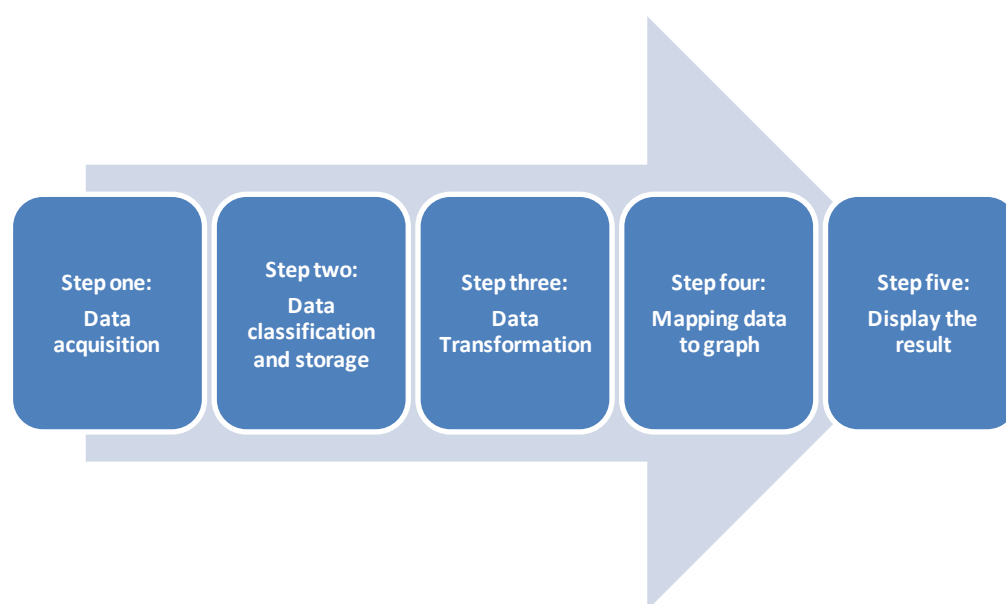 Step one:
Data
acquisition
Step two:
Data
classification
and storage
Step three:
Data
Transformation
Step four:
Mapping data
to graph
Step five:
Display the
result